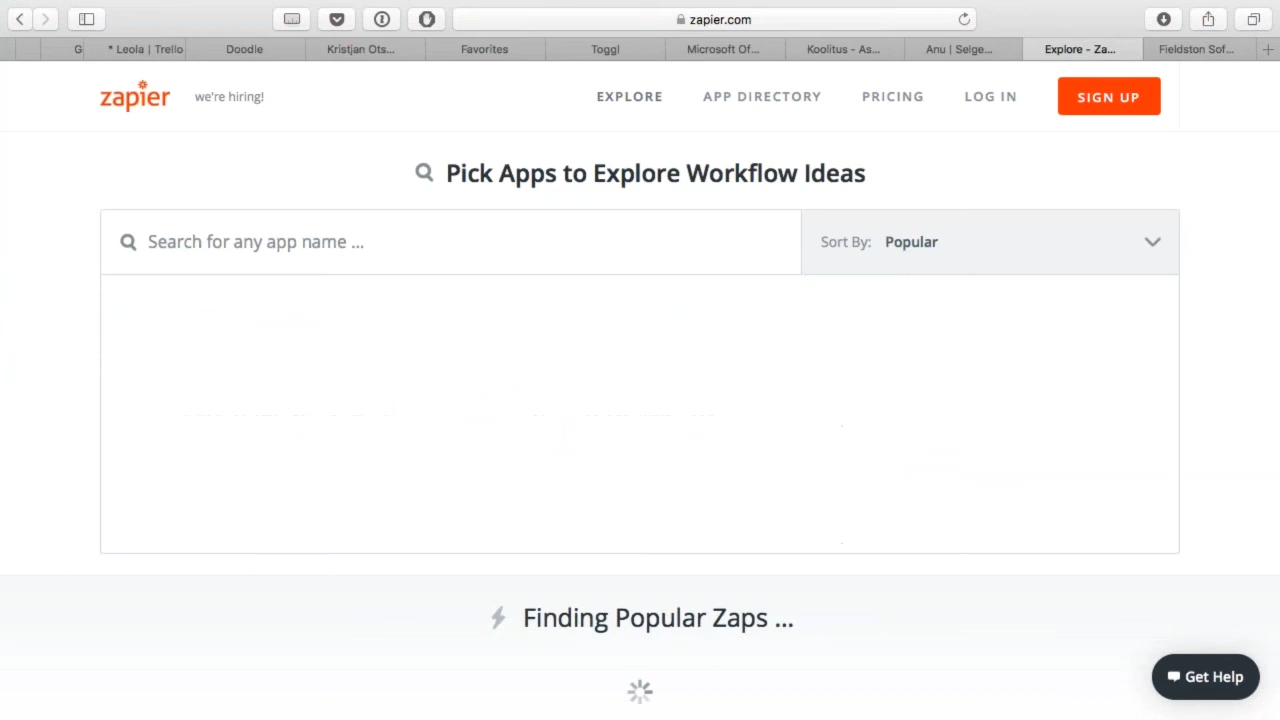 zapier.com
G
* Leola | Trello
Doodle
Kristjan Ots...
Favorites
Toggl
Microsoft Of...
Koolitus - As...
Anu | Selge...
Explore - Za...
Fieldston Sof...
zapier
we're hiring!
EXPLORE
APP DIRECTORY
PRICING
LOG IN
SIGN UP
Pick Apps to Explore Workflow Ideas
Search for any app name ...
Sort By: Popular
Finding Popular Zaps ...
Get Help